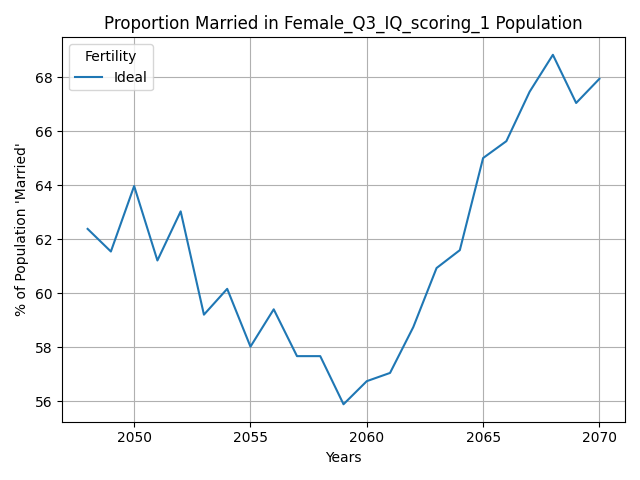 Proportion Married in Female_Q3_IQ_scoring_1 Population
Fertility
Ideal
% of Population 'Married'
68
66
64
62
60
58
56
2050
2055
2060
2065
2070
Years